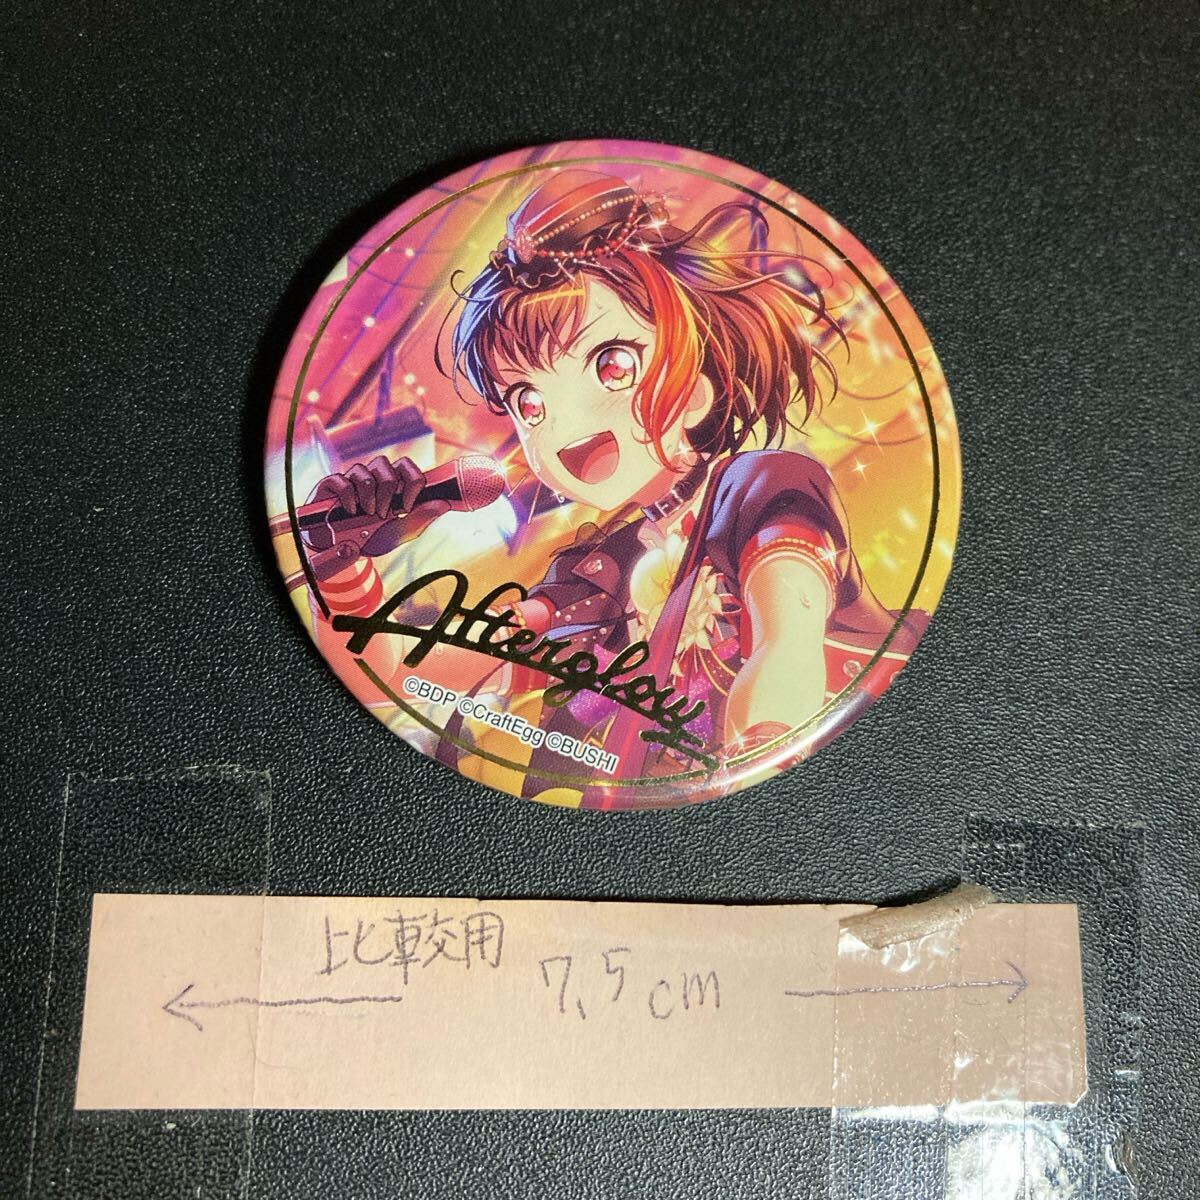 Afterglow
©BDP ©CraftEgg ©BUSHI
比較用
7.5cm